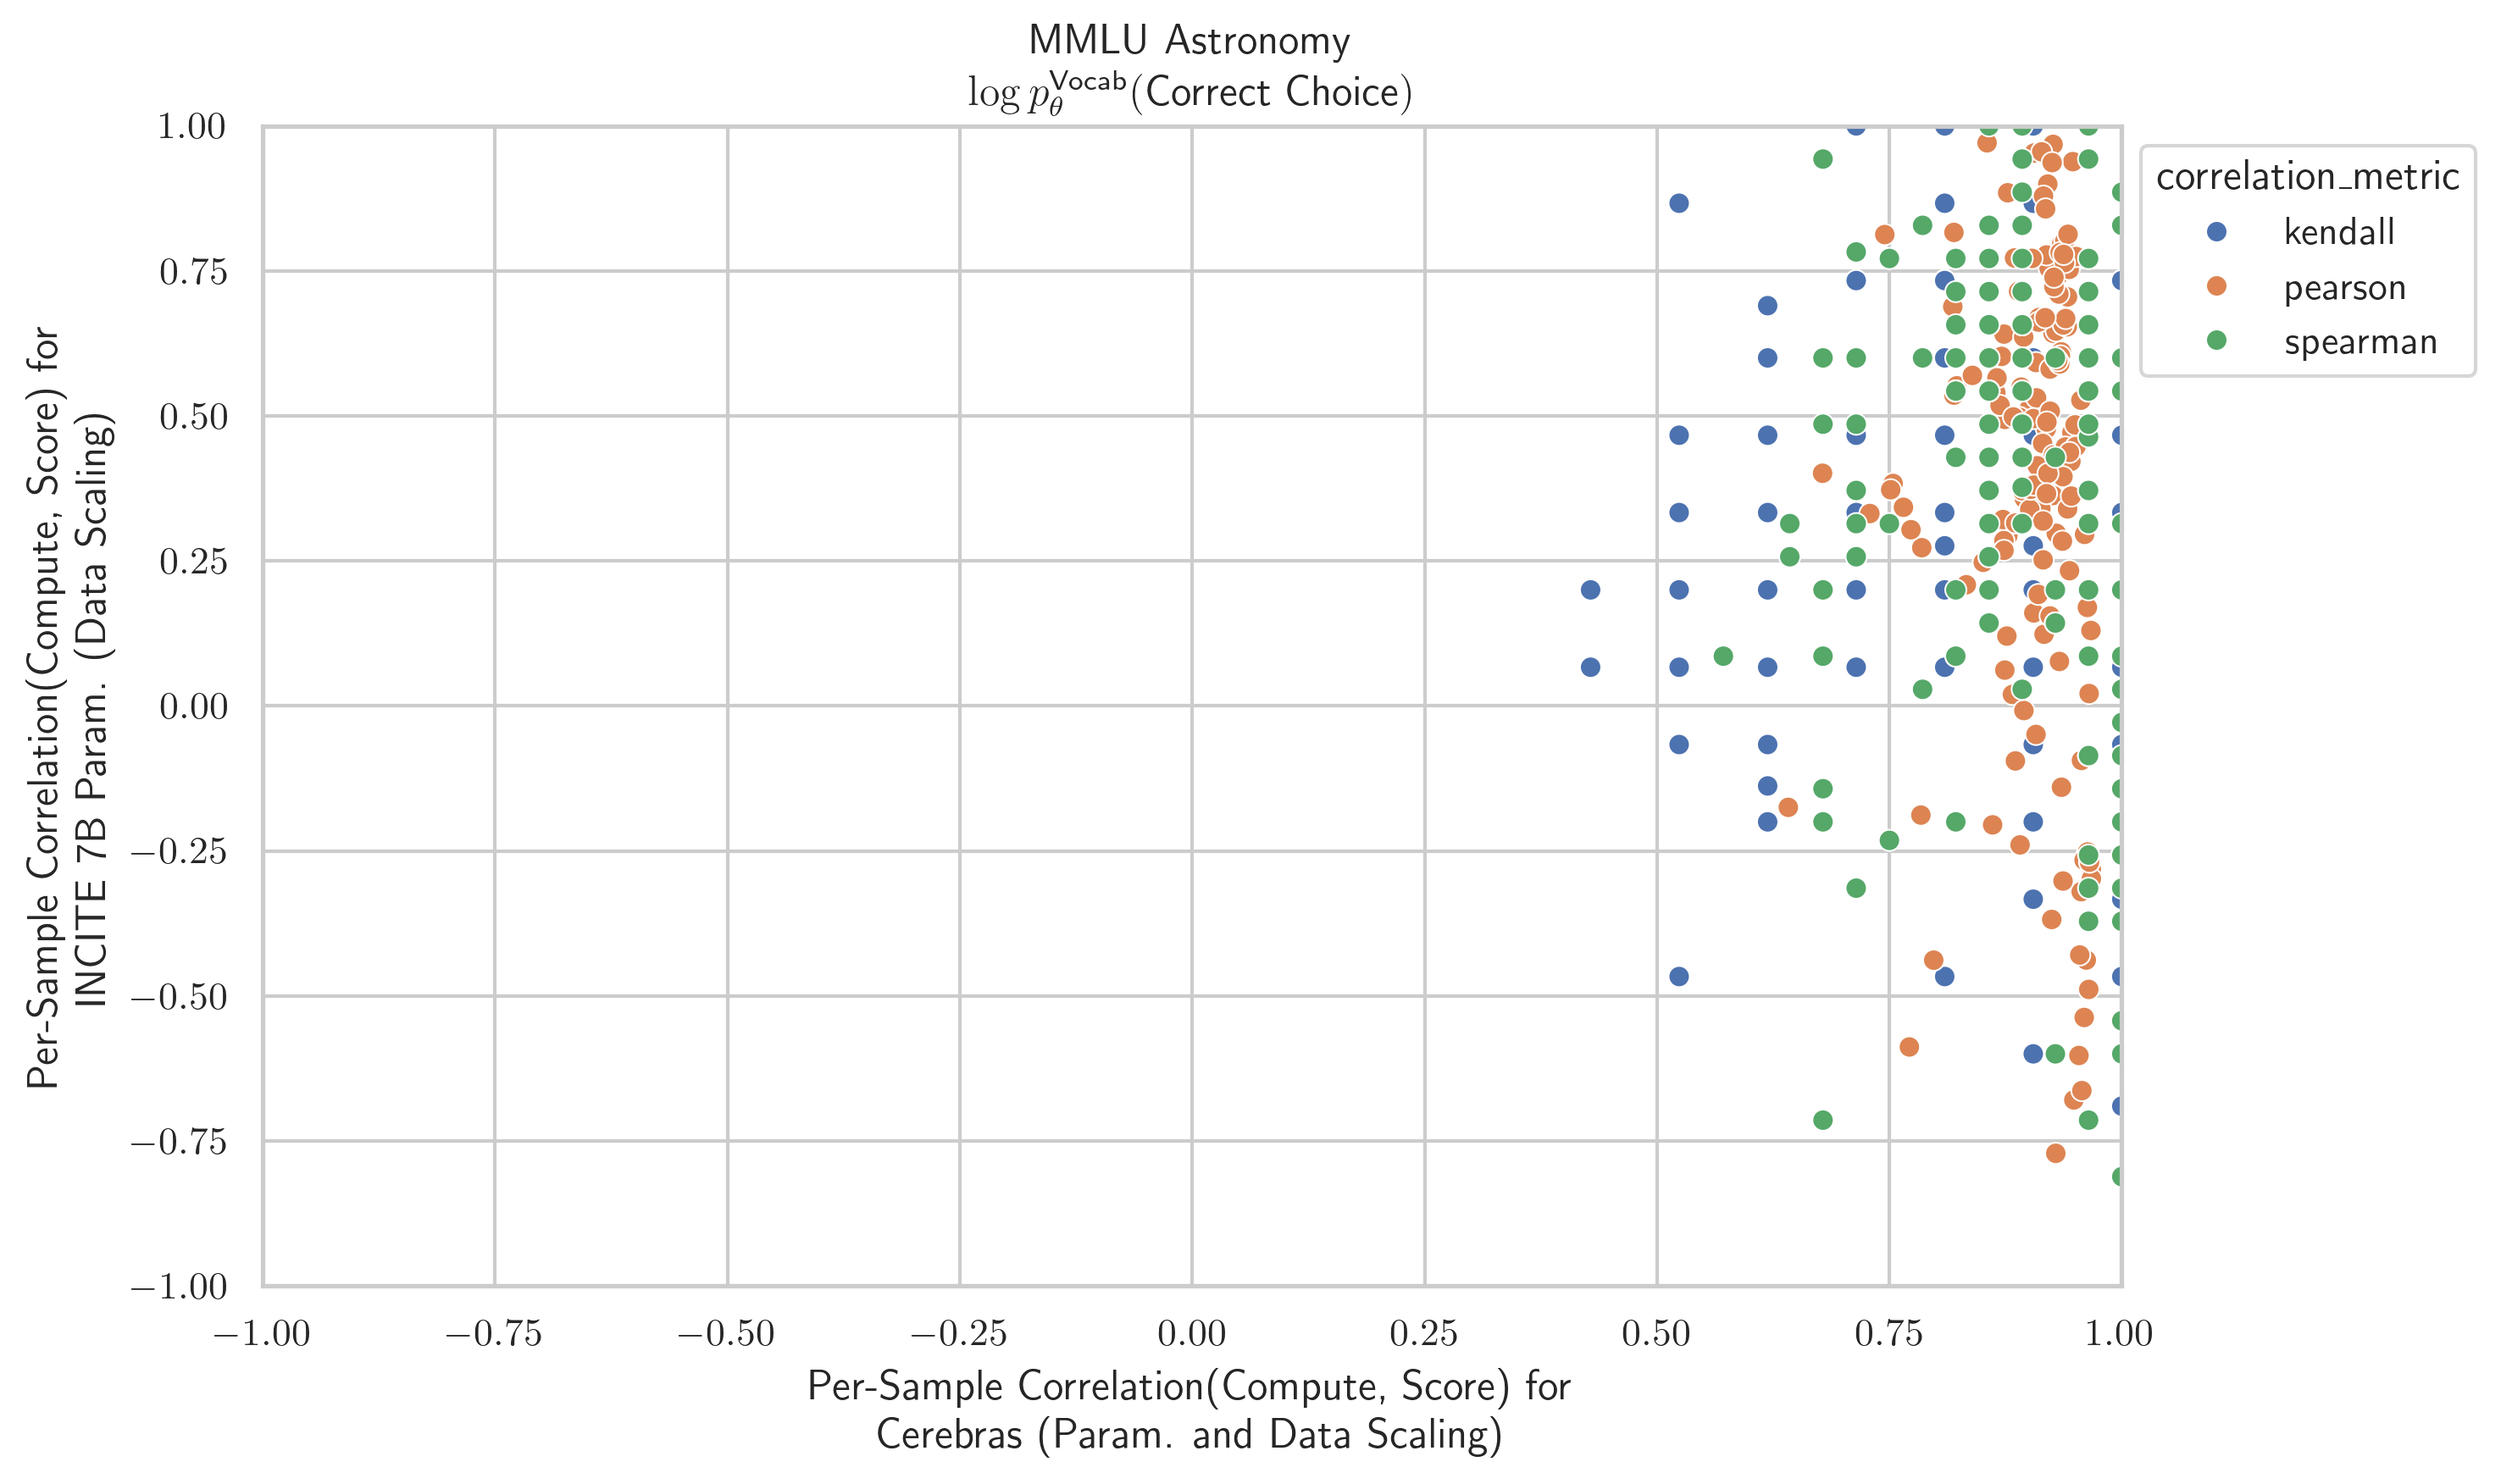 MMLU Astronomy
log p_θ^Vocab(Correct Choice)
1.00
0.75
0.50
0.25
0.00
−0.25
−0.50
−0.75
−1.00
Per-Sample Correlation(Compute, Score) for
INCITE 7B Param. (Data Scaling)
correlation_metric
kendall
pearson
spearman
−1.00 −0.75 −0.50 −0.25 0.00 0.25 0.50 0.75 1.00
Per-Sample Correlation(Compute, Score) for
Cerebras (Param. and Data Scaling)